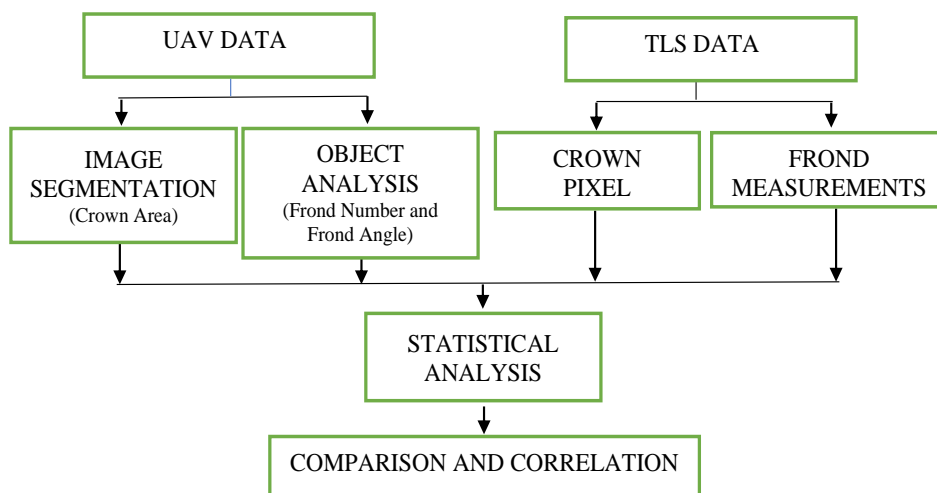 UAV DATA
TLS DATA
IMAGE
SEGMENTATION
(Crown Area)
OBJECT
ANALYSIS
(Frond Number and
Frond Angle)
CROWN
PIXEL
FROND
MEASUREMENTS
STATISTICAL
ANALYSIS
COMPARISON AND CORRELATION